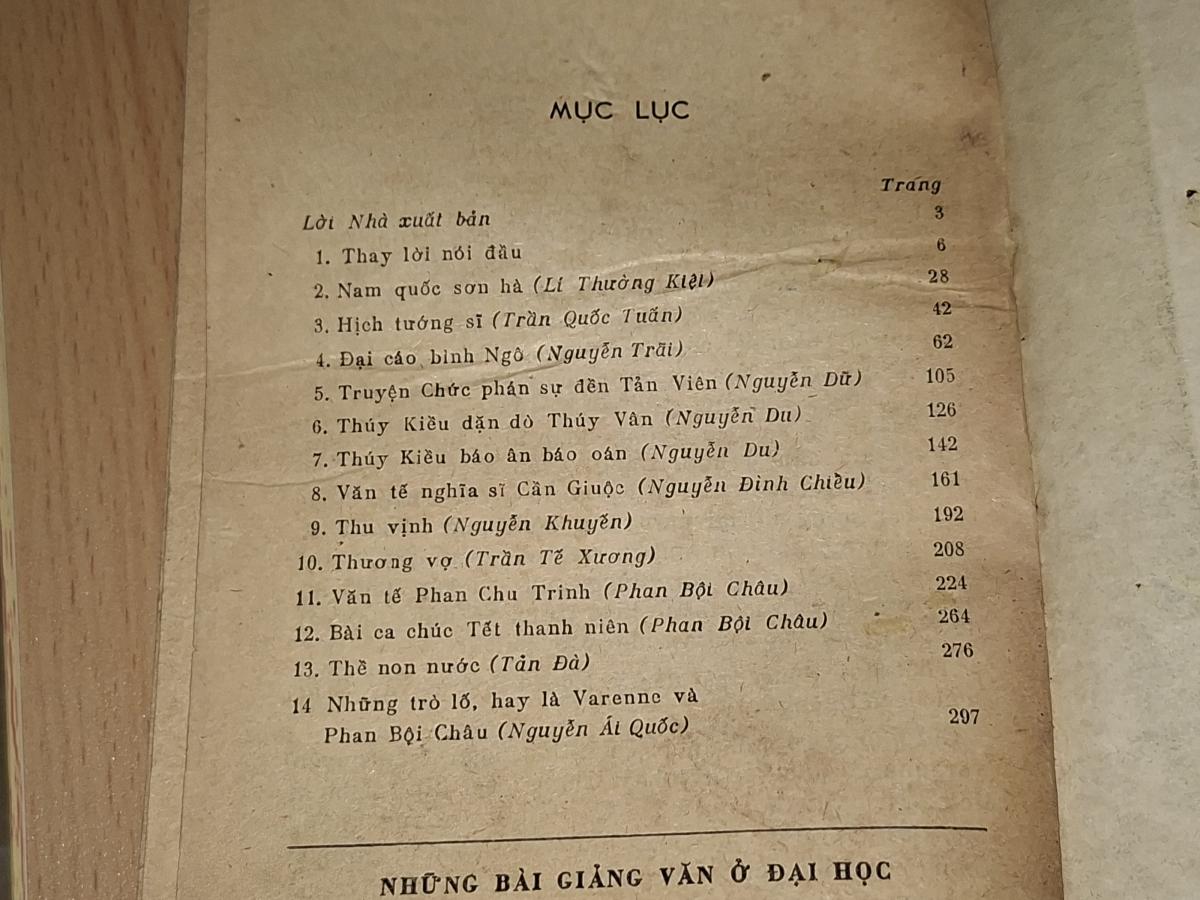 MỤC LỤC
Trang
Lời Nhà xuất bản 3
1. Thay lời nói đầu 6
2. Nam quốc sơn hà (Lí Thường Kiệt) 28
3. Hịch tướng sĩ (Trần Quốc Tuấn) 42
4. Đại cáo bình Ngô (Nguyễn Trãi) 62
5. Truyện Chức phán sự đền Tản Viên (Nguyễn Dữ) 105
6. Thúy Kiều dặn dò Thúy Vân (Nguyễn Du) 126
7. Thúy Kiều báo ân báo oán (Nguyễn Du) 142
8. Văn tế nghĩa sĩ Cần Giuộc (Nguyễn Đình Chiểu) 161
9. Thu vịnh (Nguyễn Khuyến) 192
10. Thương vợ (Trần Tế Xương) 208
11. Văn tế Phan Chu Trinh (Phan Bội Châu) 224
12. Bài ca chúc Tết thanh niên (Phan Bội Châu) 264
13. Thề non nước (Tản Đà) 276
14 Những trò lố, hay là Varenne và
Phan Bội Châu (Nguyễn Ái Quốc) 297
NHỮNG BÀI GIẢNG VĂN Ở ĐẠI HỌC